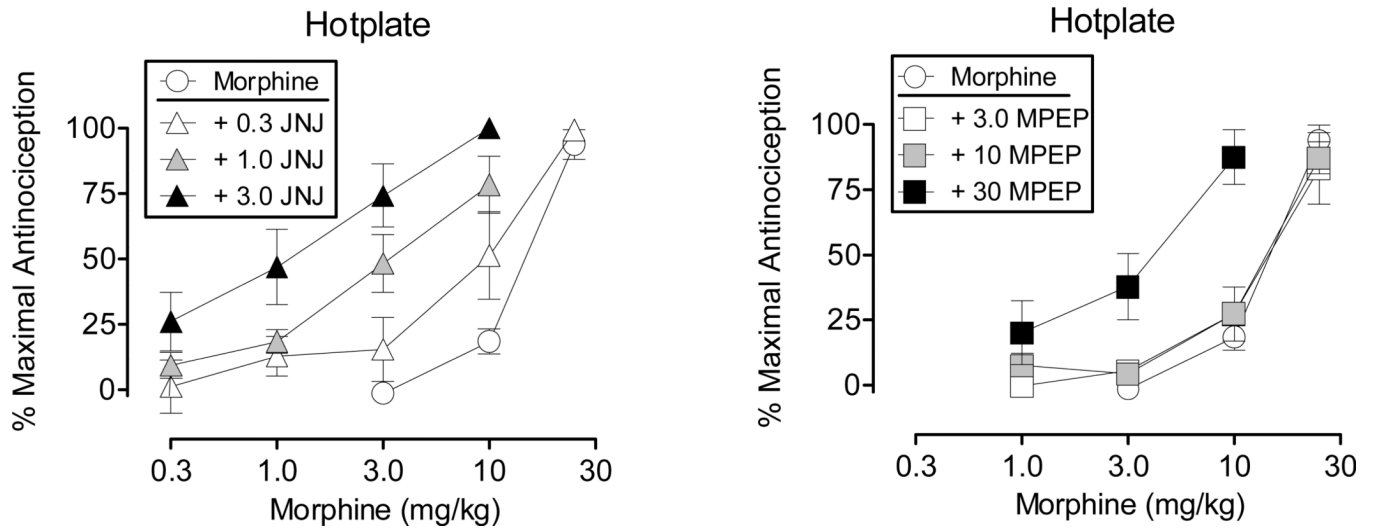 Hotplate
Morphine
+ 0.3 JNJ
+ 1.0 JNJ
+ 3.0 JNJ
% Maximal Antinociception
100
75
50
25
0
0.3 1.0 3.0 10 30
Morphine (mg/kg)
Hotplate
Morphine
+ 3.0 MPEP
+ 10 MPEP
+ 30 MPEP
% Maximal Antinociception
100
75
50
25
0
0.3 1.0 3.0 10 30
Morphine (mg/kg)